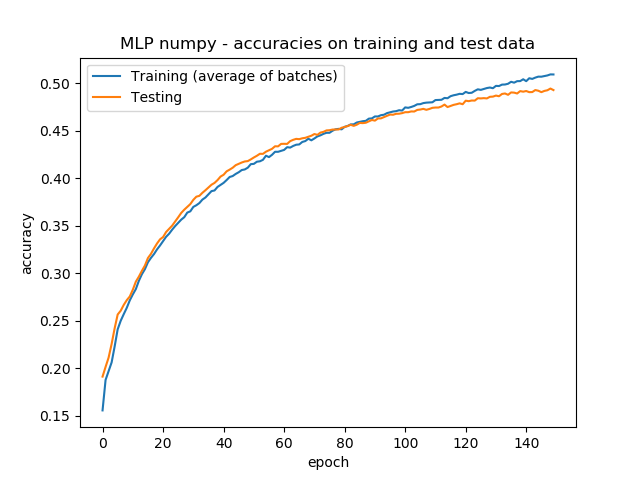 MLP numpy - accuracies on training and test data
Training (average of batches)
Testing
accuracy
0.50
0.45
0.40
0.35
0.30
0.25
0.20
0.15
0 20 40 60 80 100 120 140
epoch